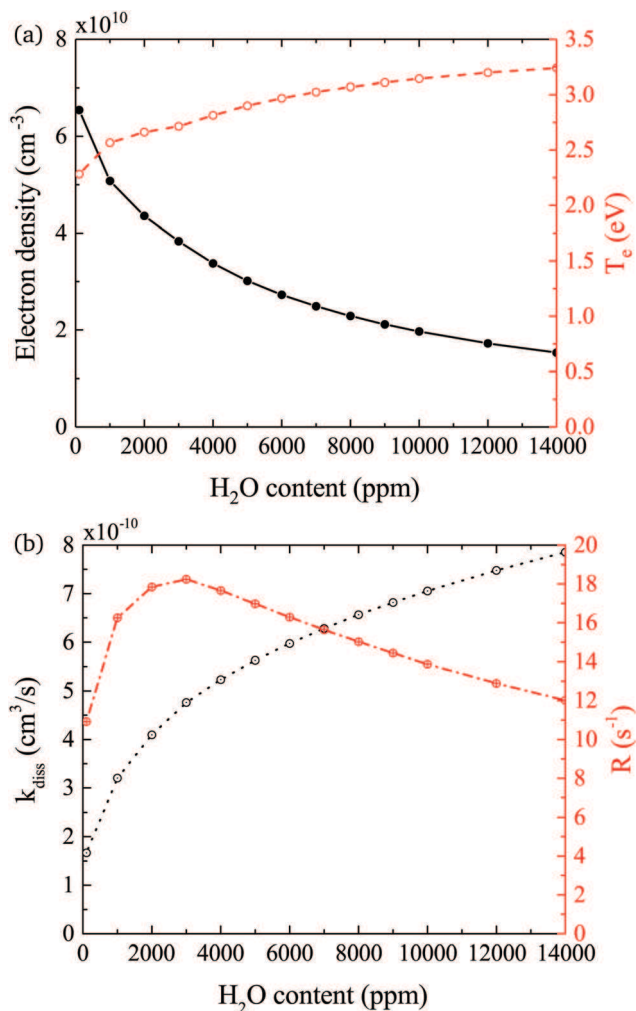 (a)
8
x10^10
3.5
3.0
6
2.5
Electron density (cm^-3)
2.0
4
T_e (eV)
1.5
2
1.0
0.5
0
0.0
0 2000 4000 6000 8000 10000 12000 14000
H₂O content (ppm)
(b)
8
x10^-10
20
18
7
16
6
14
5
12
k_diss (cm^3/s)
4
10
R (s^-1)
8
3
6
2
4
1
2
0
0
0 2000 4000 6000 8000 10000 12000 14000
H₂O content (ppm)